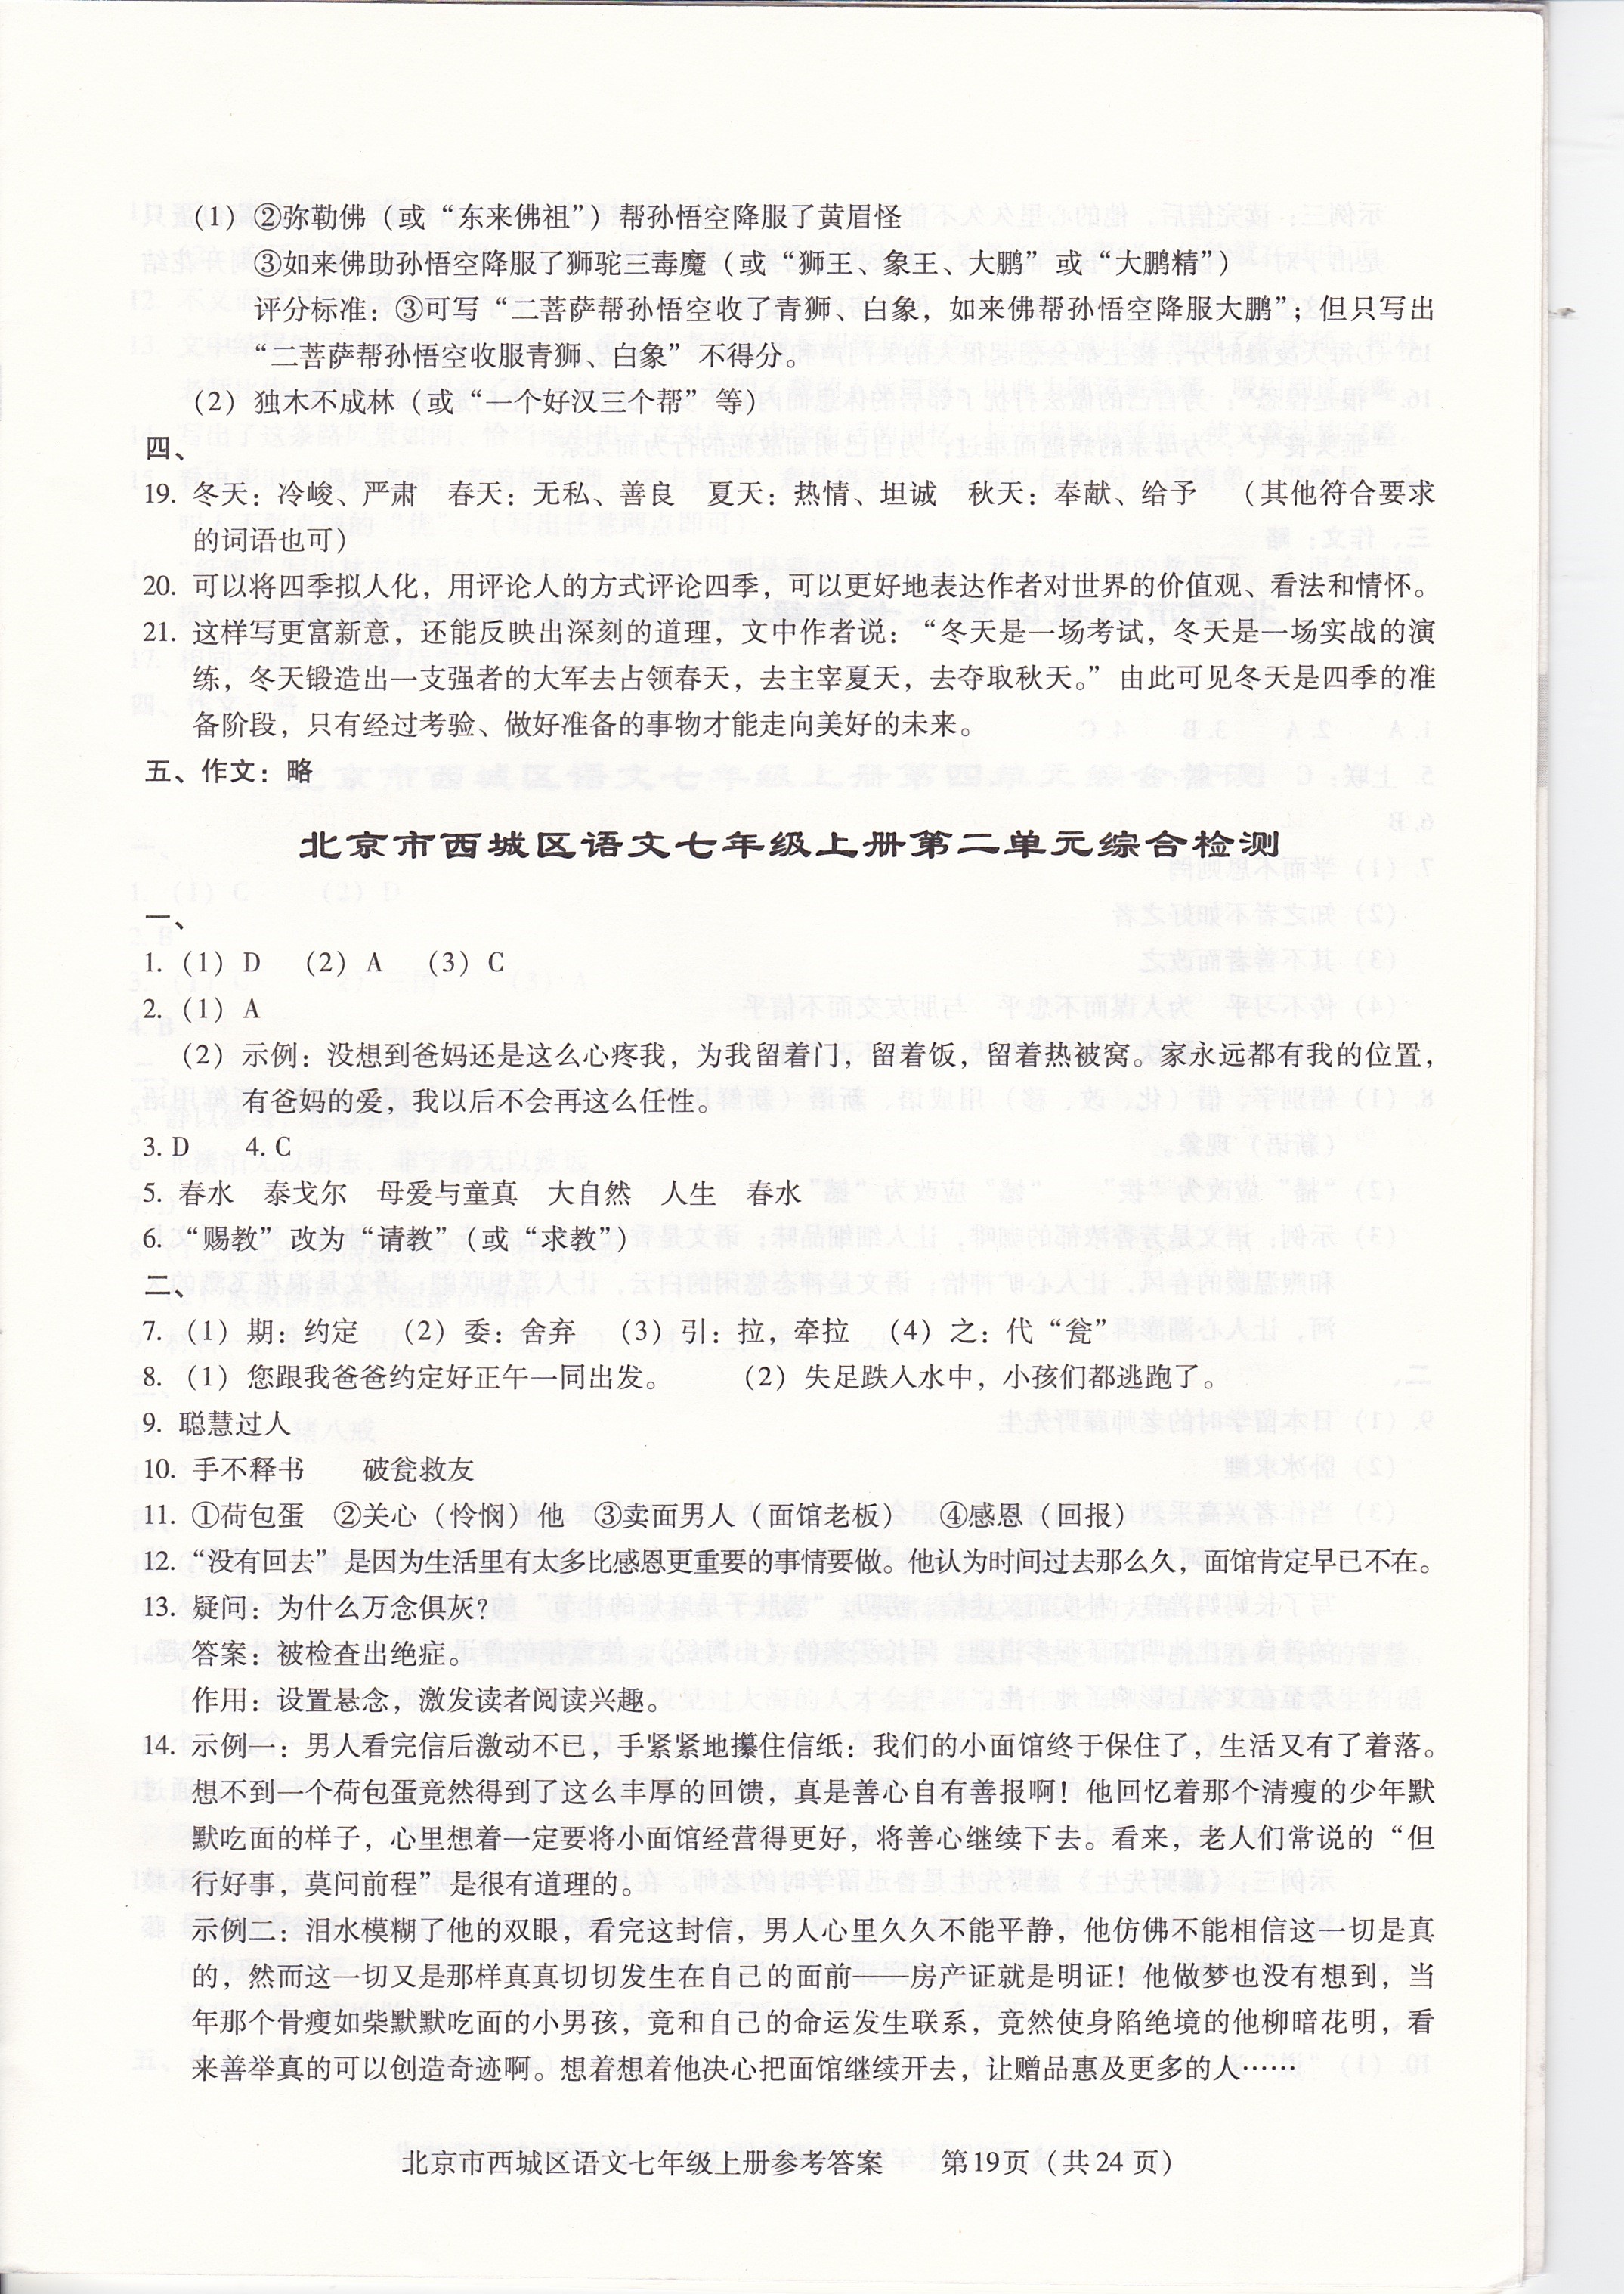 （1）②弥勒佛（或“东来佛祖”）帮孙悟空降服了黄眉怪
③如来佛助孙悟空降服了狮驼三毒魔（或“狮王、象王、大鹏”或“大鹏精”）
评分标准：③可写“二菩萨帮孙悟空收了青狮、白象，如来佛帮孙悟空降服大鹏”；但只写出
“二菩萨帮孙悟空收服青狮、白象”不得分。
（2）独木不成林（或“一个好汉三个帮”等）
四、
19. 冬天：冷峻、严肃　春天：无私、善良　夏天：热情、坦诚　秋天：奉献、给予　（其他符合要求
的词语也可）
20. 可以将四季拟人化，用评论人的方式评论四季，可以更好地表达作者对世界的价值观、看法和情怀。
21. 这样写更富新意，还能反映出深刻的道理，文中作者说：“冬天是一场考试，冬天是一场实战的演
练，冬天锻造出一支强者的大军去占领春天，去主宰夏天，去夺取秋天。”由此可见冬天是四季的准
备阶段，只有经过考验、做好准备的事物才能走向美好的未来。
五、作文：略
北京市西城区语文七年级上册第二单元综合检测
一、
1.（1）D　（2）A　（3）C
2.（1）A
（2）示例：没想到爸妈还是这么心疼我，为我留着门，留着饭，留着热被窝。家永远都有我的位置，
有爸妈的爱，我以后不会再这么任性。
3. D　　4. C
5. 春水　泰戈尔　母爱与童真　大自然　人生　春水
6. “赐教”改为“请教”（或“求教”）
二、
7.（1）期：约定　（2）委：舍弃　（3）引：拉，牵拉　（4）之：代“瓮”
8.（1）您跟我爸爸约定好正午一同出发。　　（2）失足跌入水中，小孩们都逃跑了。
9. 聪慧过人
10. 手不释书　　破瓮救友
11. ①荷包蛋　②关心（怜悯）他　③卖面男人（面馆老板）　④感恩（回报）
12. “没有回去”是因为生活里有太多比感恩更重要的事情要做。他认为时间过去那么久，面馆肯定早已不在。
13. 疑问：为什么万念俱灰？
答案：被检查出绝症。
作用：设置悬念，激发读者阅读兴趣。
14. 示例一：男人看完信后激动不已，手紧紧地攥住信纸：我们的小面馆终于保住了，生活又有了着落。
想不到一个荷包蛋竟然得到了这么丰厚的回馈，真是善心自有善报啊！他回忆着那个清瘦的少年默
默吃面的样子，心里想着一定要将小面馆经营得更好，将善心继续下去。看来，老人们常说的“但
行好事，莫问前程”是很有道理的。
示例二：泪水模糊了他的双眼，看完这封信，男人心里久久不能平静，他仿佛不能相信这一切是真
的，然而这一切又是那样真真切切发生在自己的面前——房产证就是明证！他做梦也没有想到，当
年那个骨瘦如柴默默吃面的小男孩，竟和自己的命运发生联系，竟然使身陷绝境的他柳暗花明，看
来善举真的可以创造奇迹啊。想着想着他决心把面馆继续开去，让赠品惠及更多的人……
北京市西城区语文七年级上册参考答案　　第19页（共24 页）